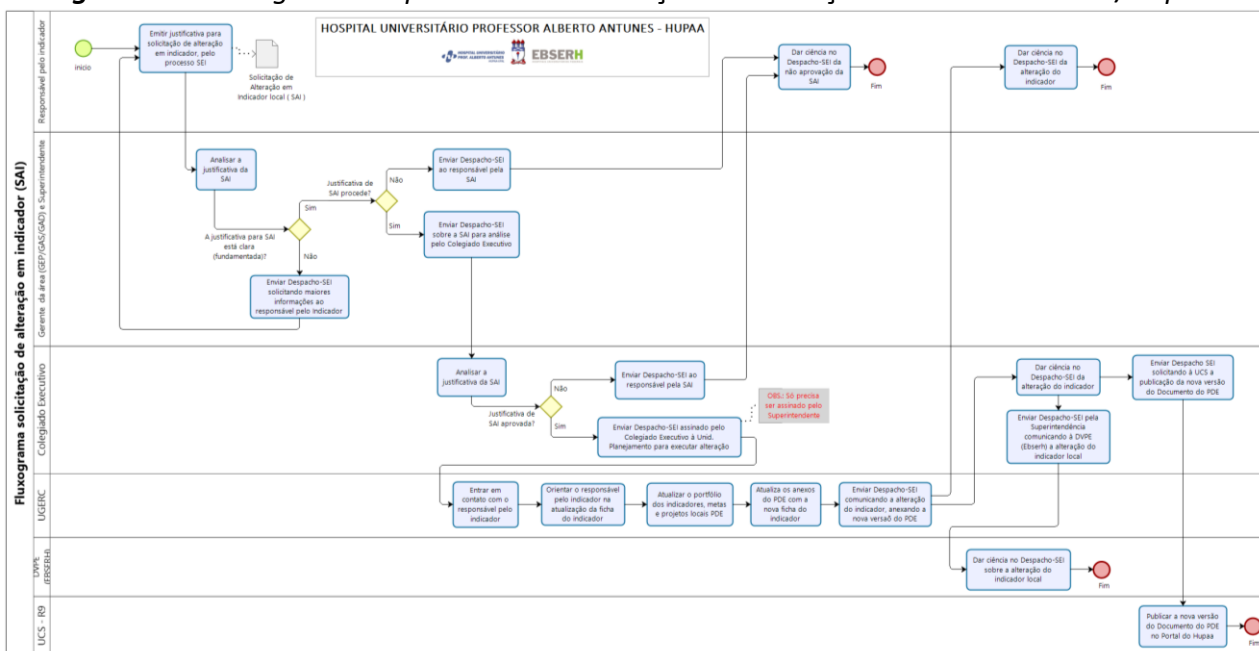 HOSPITAL UNIVERSITÁRIO PROFESSOR ALBERTO ANTUNES - HUPAA
HOSPITAL UNIVERSITÁRIO
PROF. ALBERTO ANTUNES
EBSERH
Fluxograma solicitação de alteração em indicador (SAI)
Responsável pelo indicador
início
Emitir justificativa para
solicitação de alteração
em indicador, pelo
processo SEI
Solicitação de
Alteração em
Indicador local ( SAI )
Dar ciência no
Despacho-SEI da
não aprovação da
SAI
Fim
Dar ciência no
Despacho-SEI da
alteração do
indicador
Fim
Gerente da área (GEP/GAS/GAD) e Superintendente
Analisar a
justificativa da
SAI
A justificativa para SAI
está clara
(fundamentada)?
Sim
Não
Enviar Despacho-SEI
solicitando maiores
informações ao
responsável pelo Indicador
Justificativa de
SAI procede?
Não
Sim
Enviar Despacho-SEI
ao responsável pela
SAI
Enviar Despacho-SEI
sobre a SAI para análise
pelo Colegiado Executivo
Colegiado Executivo
Analisar a
justificativa da SAI
Justificativa de
SAI aprovada?
Não
Sim
Enviar Despacho-SEI ao
responsável pela SAI
Enviar Despacho-SEI assinado pelo
Colegiado Executivo à Unid.
Planejamento para executar alteração
OBS.: Só precisa
ser assinado pelo
Superintendente
Dar ciência no
Despacho-SEI da
alteração do indicador
Enviar Despacho SEI
solicitando à UCS a
publicação da nova versão
do Documento do PDE
Enviar Despacho-SEI pela
Superintendência
comunicando à DVPE
(Ebserh) a alteração do
indicador local
UGERC
Entrar em
contato com o
responsável pelo
indicador
Orientar o responsável
pelo indicador na
atualização da ficha
do indicador
Atualizar o portfólio
dos indicadores, metas
e projetos locais PDE
Atualiza os anexos
do PDE com a
nova ficha do
indicador
Enviar Despacho-SEI
comunicando a alteração
do indicador, anexando a
nova versaõ do PDE
DVPE
(EBSERH)
Dar ciência no Despacho-SEI
sobre a alteração do
indicador local
Fim
UCS - R9
Publicar a nova versão
do Documento do PDE
no Portal do Hupaa
Fim